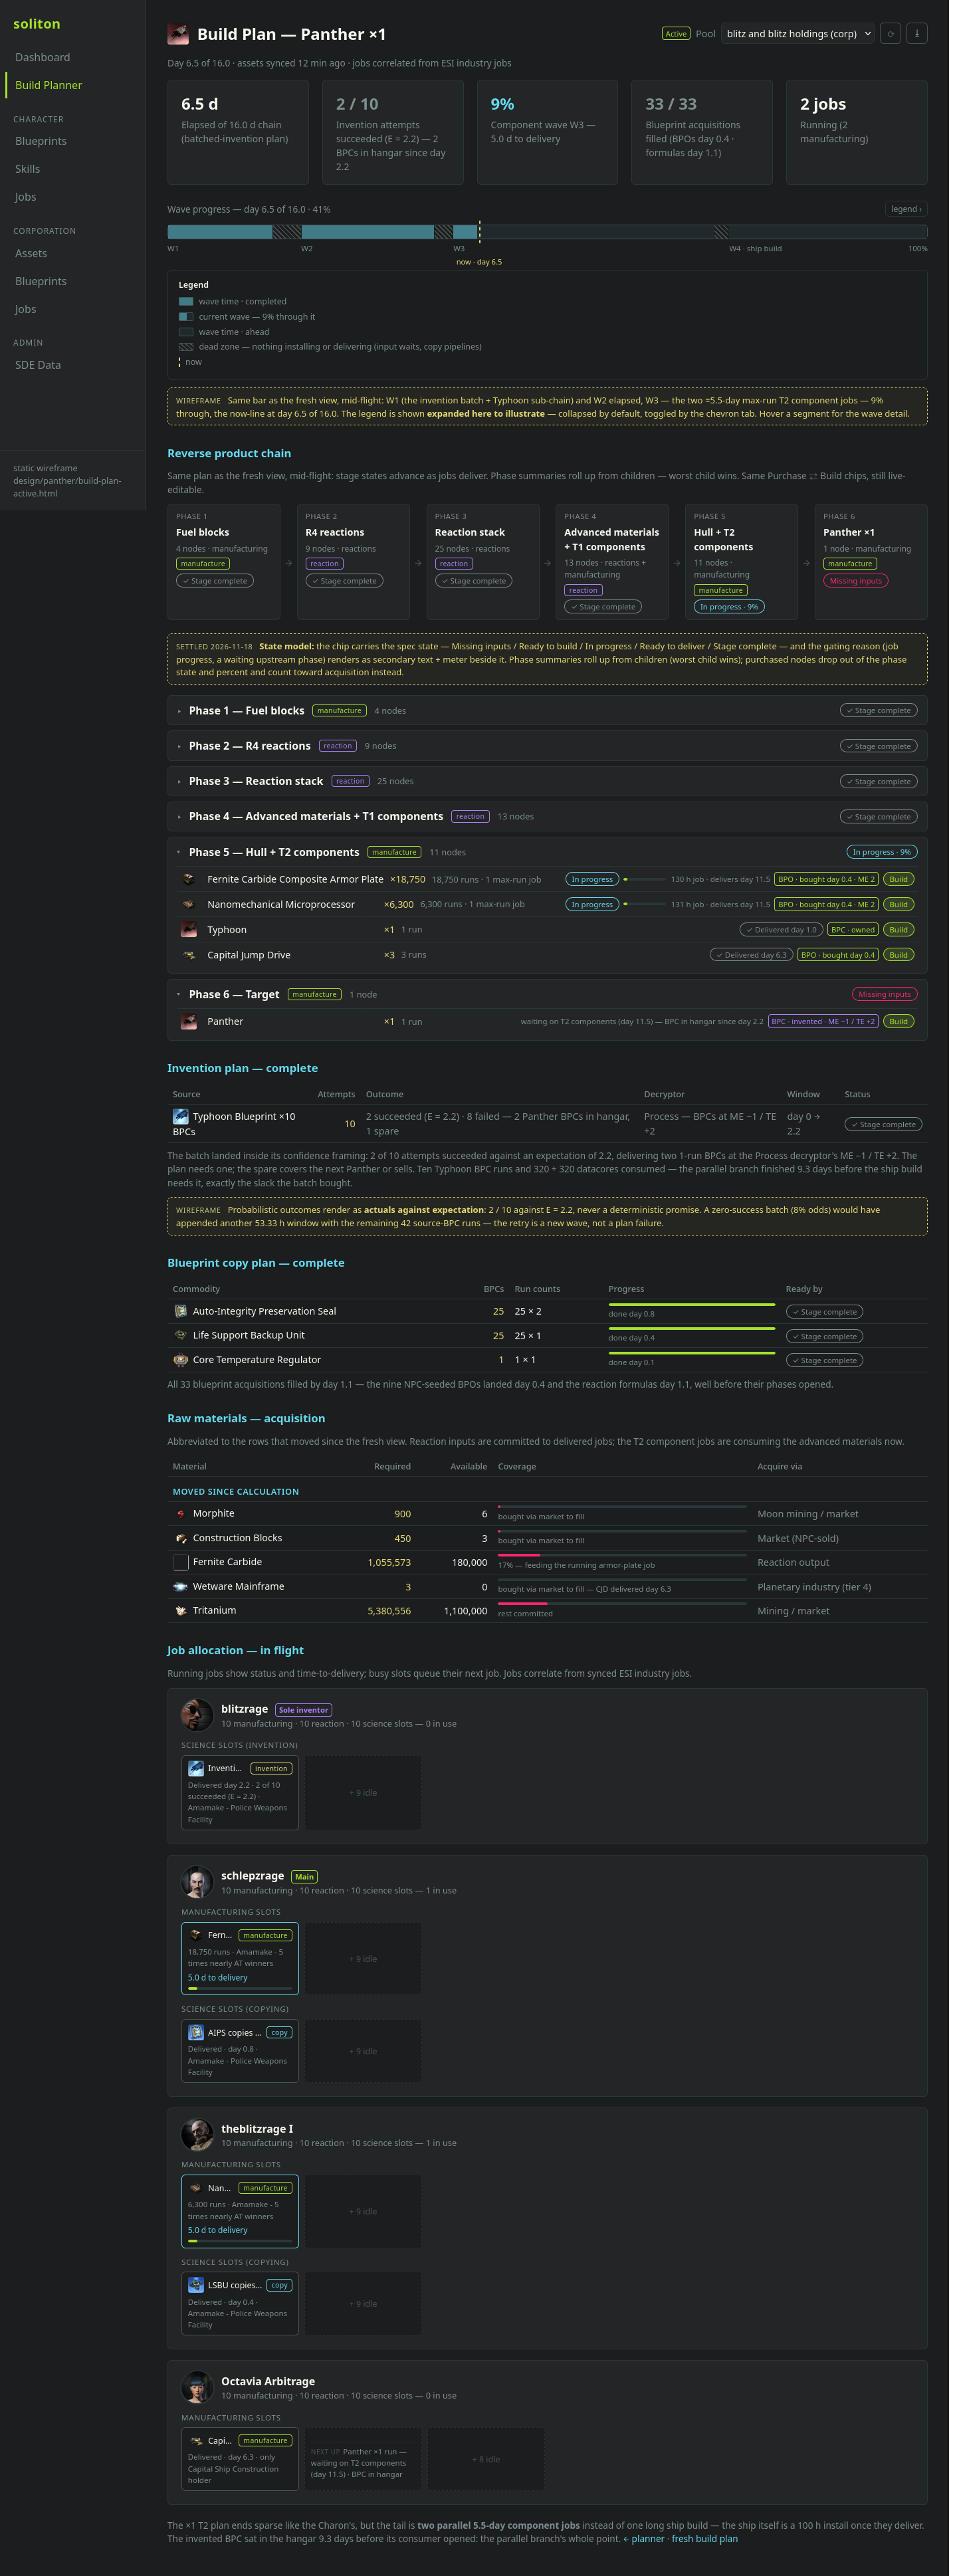 soliton
Dashboard
Build Planner
CHARACTER
Blueprints
Skills
Jobs
CORPORATION
Assets
Blueprints
Jobs
ADMIN
SDE Data
static wireframe
design/panther/build-plan-
active.html
Build Plan — Panther ×1
Active Pool blitz and blitz holdings (corp)
Day 6.5 of 16.0 · assets synced 12 min ago · jobs correlated from ESI industry jobs
6.5 d
Elapsed of 16.0 d chain
(batched-invention plan)
2 / 10
Invention attempts
succeeded (E = 2.2) — 2
BPCs in hangar since day
2.2
9%
Component wave W3 —
5.0 d to delivery
33 / 33
Blueprint acquisitions
filled (BPOs day 0.4 ·
formulas day 1.1)
2 jobs
Running (2
manufacturing)
Wave progress — day 6.5 of 16.0 · 41%
legend ‹
W1 W2 W3 W4 · ship build 100%
now · day 6.5
Legend
wave time · completed
current wave — 9% through it
wave time · ahead
dead zone — nothing installing or delivering (input waits, copy pipelines)
now
WIREFRAME Same bar as the fresh view, mid-flight: W1 (the invention batch + Typhoon sub-chain) and W2 elapsed, W3 — the two ≈5.5-day max-run T2 component jobs — 9%
through, the now-line at day 6.5 of 16.0. The legend is shown expanded here to illustrate — collapsed by default, toggled by the chevron tab. Hover a segment for the wave detail.
Reverse product chain
Same plan as the fresh view, mid-flight: stage states advance as jobs deliver. Phase summaries roll up from children — worst child wins. Same Purchase ⇄ Build chips, still live-
editable.
PHASE 1
Fuel blocks
4 nodes · manufacturing
manufacture
✓ Stage complete
→
PHASE 2
R4 reactions
9 nodes · reactions
reaction
✓ Stage complete
→
PHASE 3
Reaction stack
25 nodes · reactions
reaction
✓ Stage complete
→
PHASE 4
Advanced materials
+ T1 components
13 nodes · reactions +
manufacturing
reaction
✓ Stage complete
→
PHASE 5
Hull + T2
components
11 nodes ·
manufacturing
manufacture
In progress · 9%
→
PHASE 6
Panther ×1
1 node · manufacturing
manufacture
Missing inputs
SETTLED 2026-11-18 State model: the chip carries the spec state — Missing inputs / Ready to build / In progress / Ready to deliver / Stage complete — and the gating reason (job
progress, a waiting upstream phase) renders as secondary text + meter beside it. Phase summaries roll up from children (worst child wins); purchased nodes drop out of the phase
state and percent and count toward acquisition instead.
▸ Phase 1 — Fuel blocks manufacture 4 nodes ✓ Stage complete
▸ Phase 2 — R4 reactions reaction 9 nodes ✓ Stage complete
▸ Phase 3 — Reaction stack reaction 25 nodes ✓ Stage complete
▸ Phase 4 — Advanced materials + T1 components reaction 13 nodes ✓ Stage complete
▾ Phase 5 — Hull + T2 components manufacture 11 nodes In progress · 9%
Fernite Carbide Composite Armor Plate ×18,750 18,750 runs · 1 max-run job In progress 130 h job · delivers day 11.5 BPO · bought day 0.4 · ME 2 Build
Nanomechanical Microprocessor ×6,300 6,300 runs · 1 max-run job In progress 131 h job · delivers day 11.5 BPO · bought day 0.4 · ME 2 Build
Typhoon ×1 1 run ✓ Delivered day 1.0 BPC · owned Build
Capital Jump Drive ×3 3 runs ✓ Delivered day 6.3 BPO · bought day 0.4 Build
▾ Phase 6 — Target manufacture 1 node Missing inputs
Panther ×1 1 run waiting on T2 components (day 11.5) — BPC in hangar since day 2.2 BPC · invented · ME −1 / TE +2 Build
Invention plan — complete
Source Attempts Outcome Decryptor Window Status
Typhoon Blueprint ×10
BPCs
10
2 succeeded (E = 2.2) · 8 failed — 2 Panther BPCs in hangar,
1 spare
Process — BPCs at ME −1 / TE
+2
day 0 →
2.2
✓ Stage complete
The batch landed inside its confidence framing: 2 of 10 attempts succeeded against an expectation of 2.2, delivering two 1-run BPCs at the Process decryptor's ME −1 / TE +2. The
plan needs one; the spare covers the next Panther or sells. Ten Typhoon BPC runs and 320 + 320 datacores consumed — the parallel branch finished 9.3 days before the ship build
needs it, exactly the slack the batch bought.
WIREFRAME Probabilistic outcomes render as actuals against expectation: 2 / 10 against E = 2.2, never a deterministic promise. A zero-success batch (8% odds) would have
appended another 53.33 h window with the remaining 42 source-BPC runs — the retry is a new wave, not a plan failure.
Blueprint copy plan — complete
Commodity BPCs Run counts Progress Ready by
Auto-Integrity Preservation Seal 25 25 × 2 done day 0.8 ✓ Stage complete
Life Support Backup Unit 25 25 × 1 done day 0.4 ✓ Stage complete
Core Temperature Regulator 1 1 × 1 done day 0.1 ✓ Stage complete
All 33 blueprint acquisitions filled by day 1.1 — the nine NPC-seeded BPOs landed day 0.4 and the reaction formulas day 1.1, well before their phases opened.
Raw materials — acquisition
Abbreviated to the rows that moved since the fresh view. Reaction inputs are committed to delivered jobs; the T2 component jobs are consuming the advanced materials now.
Material Required Available Coverage Acquire via
MOVED SINCE CALCULATION
Morphite 900 6 bought via market to fill Moon mining / market
Construction Blocks 450 3 bought via market to fill Market (NPC-sold)
Fernite Carbide 1,055,573 180,000 17% — feeding the running armor-plate job Reaction output
Wetware Mainframe 3 0 bought via market to fill — CJD delivered day 6.3 Planetary industry (tier 4)
Tritanium 5,380,556 1,100,000 rest committed Mining / market
Job allocation — in flight
Running jobs show status and time-to-delivery; busy slots queue their next job. Jobs correlate from synced ESI industry jobs.
blitzrage Sole inventor
10 manufacturing · 10 reaction · 10 science slots — 0 in use
SCIENCE SLOTS (INVENTION)
Inventi… invention
Delivered day 2.2 · 2 of 10
succeeded (E = 2.2) ·
Amamake - Police Weapons
Facility
+ 9 idle
schlepzrage Main
10 manufacturing · 10 reaction · 10 science slots — 1 in use
MANUFACTURING SLOTS
Fern… manufacture
18,750 runs · Amamake - 5
times nearly AT winners
5.0 d to delivery
+ 9 idle
SCIENCE SLOTS (COPYING)
AIPS copies … copy
Delivered · day 0.8 ·
Amamake - Police Weapons
Facility
+ 9 idle
theblitzrage I
10 manufacturing · 10 reaction · 10 science slots — 1 in use
MANUFACTURING SLOTS
Nan… manufacture
6,300 runs · Amamake - 5
times nearly AT winners
5.0 d to delivery
+ 9 idle
SCIENCE SLOTS (COPYING)
LSBU copies… copy
Delivered · day 0.4 ·
Amamake - Police Weapons
Facility
+ 9 idle
Octavia Arbitrage
10 manufacturing · 10 reaction · 10 science slots — 0 in use
MANUFACTURING SLOTS
Capi… manufacture
Delivered · day 6.3 · only
Capital Ship Construction
holder
NEXT UP Panther ×1 run —
waiting on T2 components
(day 11.5) · BPC in hangar
+ 8 idle
The ×1 T2 plan ends sparse like the Charon's, but the tail is two parallel 5.5-day component jobs instead of one long ship build — the ship itself is a 100 h install once they deliver.
The invented BPC sat in the hangar 9.3 days before its consumer opened: the parallel branch's whole point. ← planner · fresh build plan